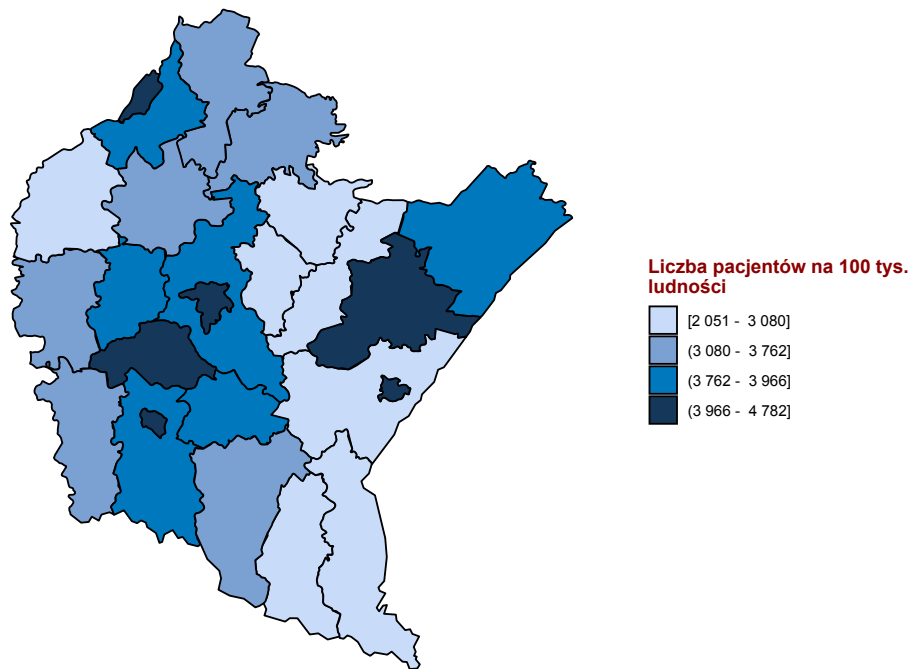 Liczba pacjentów na 100 tys.
ludności
[2 051 - 3 080]
(3 080 - 3 762]
(3 762 - 3 966]
(3 966 - 4 782]